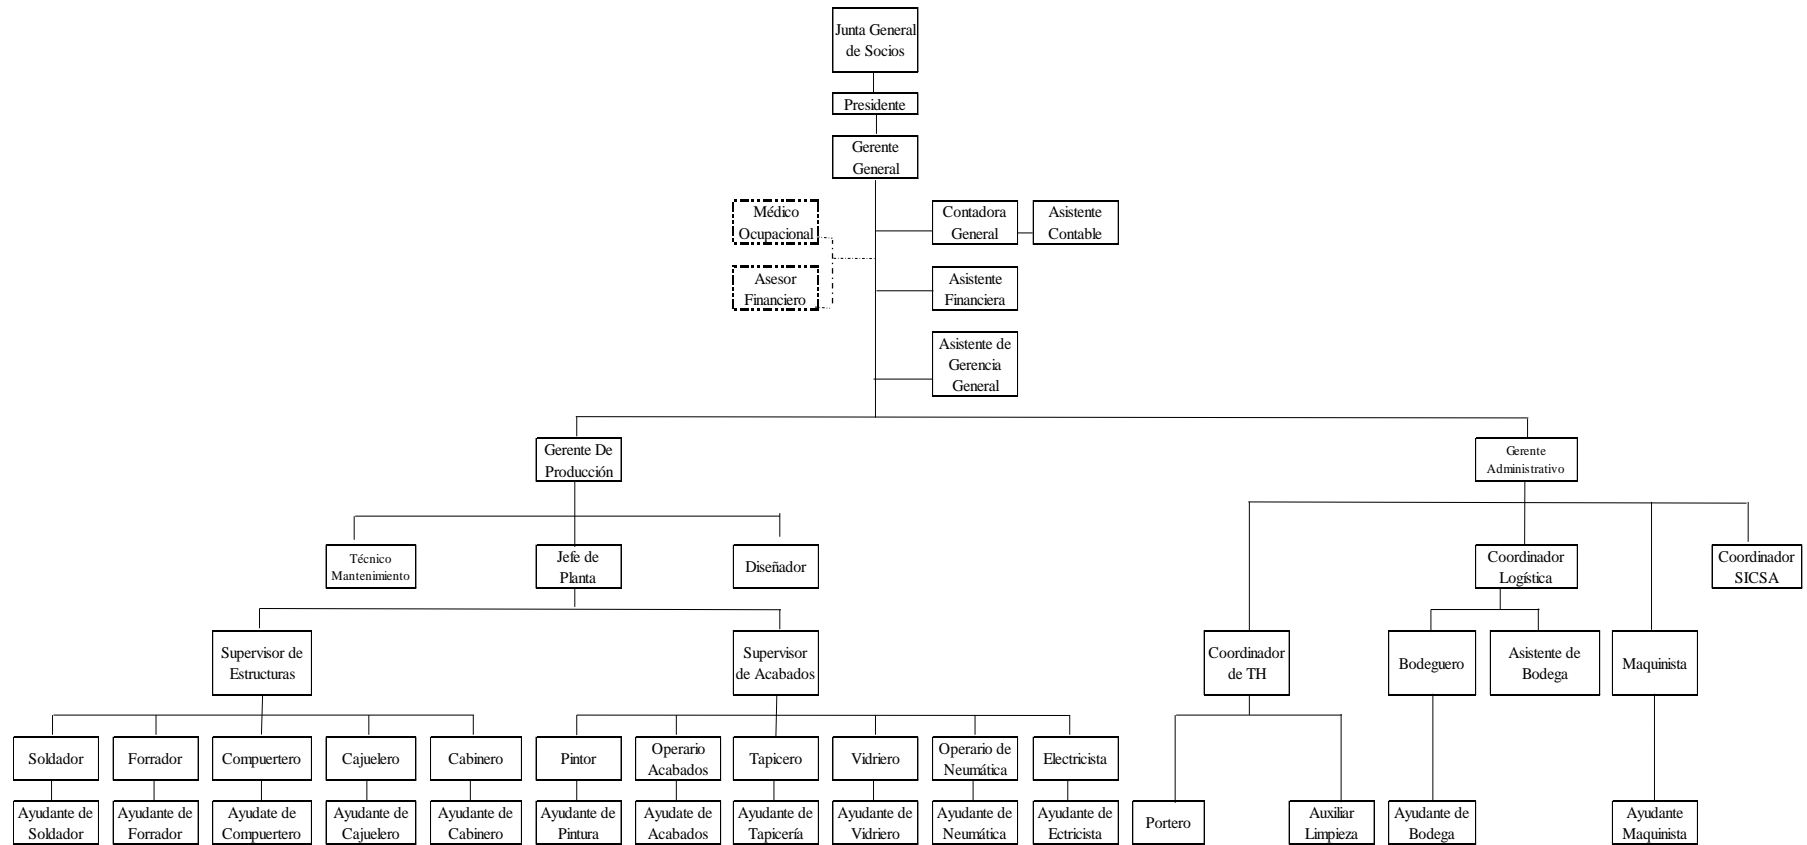 Junta General
de Socios
Presidente
Gerente
General
Médico
Ocupacional
Contadora
General
Asistente
Contable
Asesor
Financiero
Asistente
Financiera
Asistente de
Gerencia
General
Gerente De
Producción
Gerente
Administrativo
Técnico
Mantenimiento
Jefe de
Planta
Diseñador
Coordinador
Logística
Coordinador
SICSA
Supervisor de
Estructuras
Supervisor
de Acabados
Coordinador
de TH
Bodeguero
Asistente de
Bodega
Maquinista
Soldador
Forrador
Compuertero
Cajuelero
Cabinero
Pintor
Operario
Acabados
Tapicero
Vidriero
Operario de
Neumática
Electricista
Ayudante de
Soldador
Ayudante de
Forrador
Ayudate de
Compuertero
Ayudante de
Cajuelero
Ayudante de
Cabinero
Ayudante de
Pintura
Ayudate de
Acabados
Ayudante de
Tapicería
Ayudante de
Vidriero
Ayudante de
Neumática
Ayudante de
Ectricista
Portero
Auxiliar
Limpieza
Ayudante de
Bodega
Ayudante
Maquinista